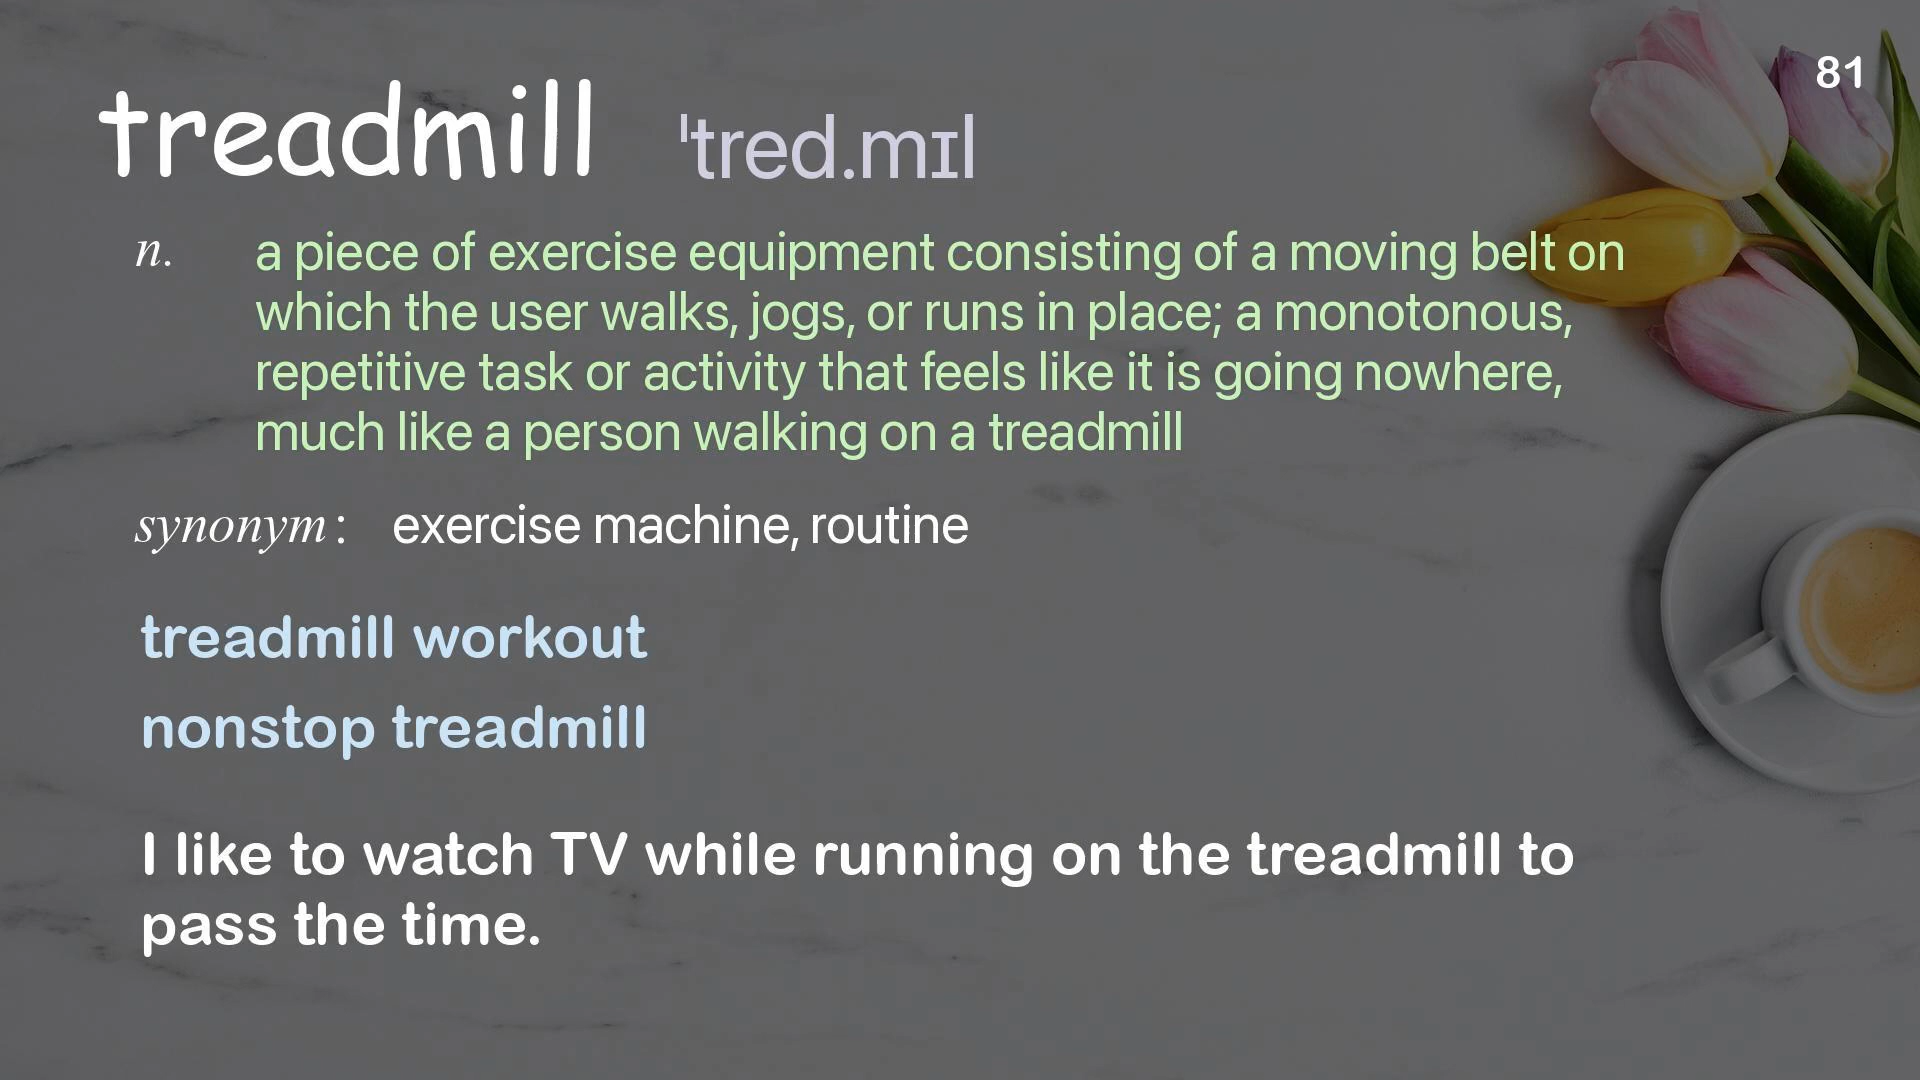 81
treadmill ˈtred.mɪl
n. a piece of exercise equipment consisting of a moving belt on
which the user walks, jogs, or runs in place; a monotonous,
repetitive task or activity that feels like it is going nowhere,
much like a person walking on a treadmill
synonym: exercise machine, routine
treadmill workout
nonstop treadmill
I like to watch TV while running on the treadmill to
pass the time.